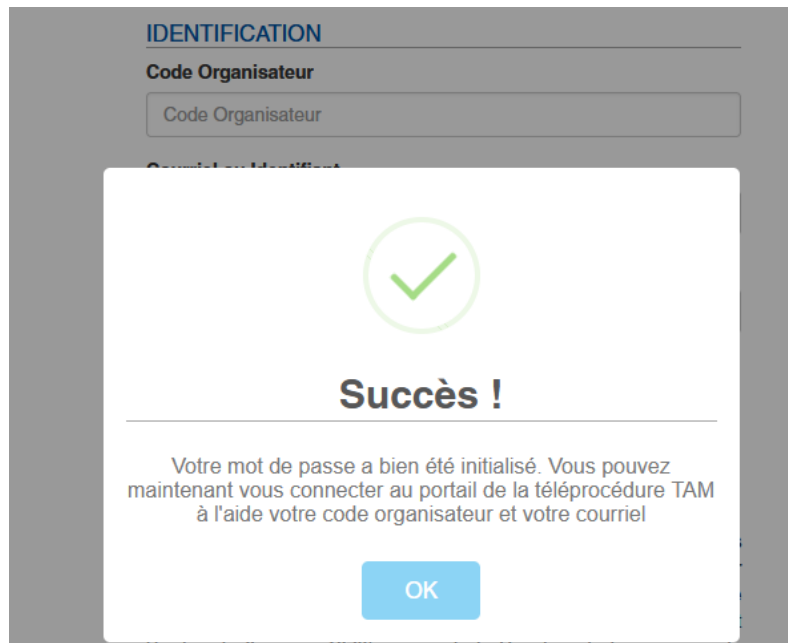 IDENTIFICATION
Code Organisateur
Code Organisateur
Succès !
Votre mot de passe a bien été initialisé. Vous pouvez
maintenant vous connecter au portail de la téléprocédure TAM
à l'aide votre code organisateur et votre courriel
OK